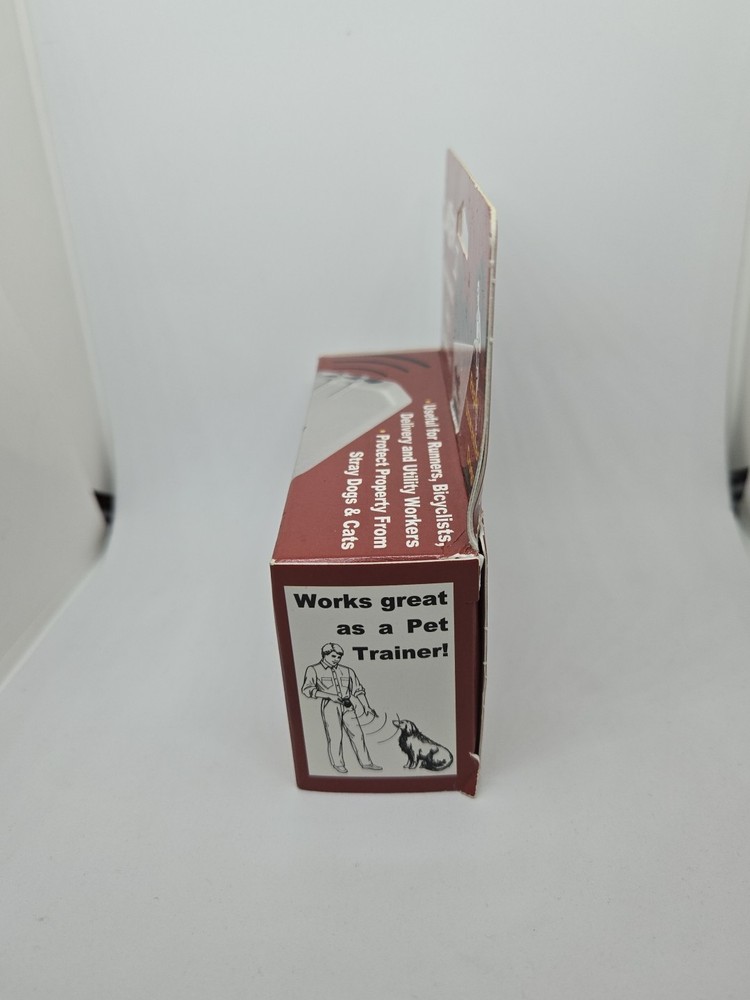 • Useful for Runners, Bicyclists,
Delivery and Utility Workers
• Protect Property From
Stray Dogs & Cats
Works great
as a Pet
Trainer!